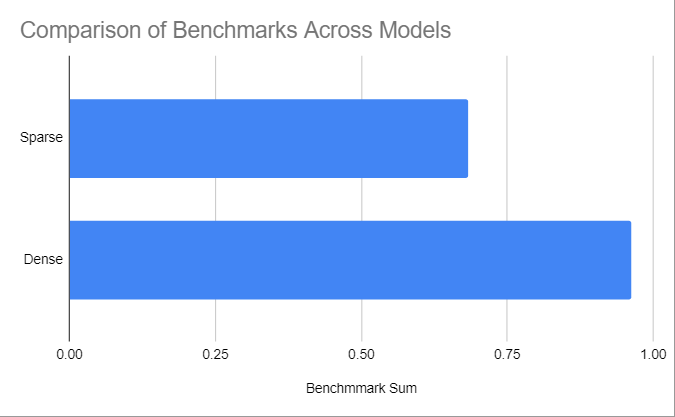 Comparison of Benchmarks Across Models
Sparse
Dense
0.00 0.25 0.50 0.75 1.00
Benchmmark Sum